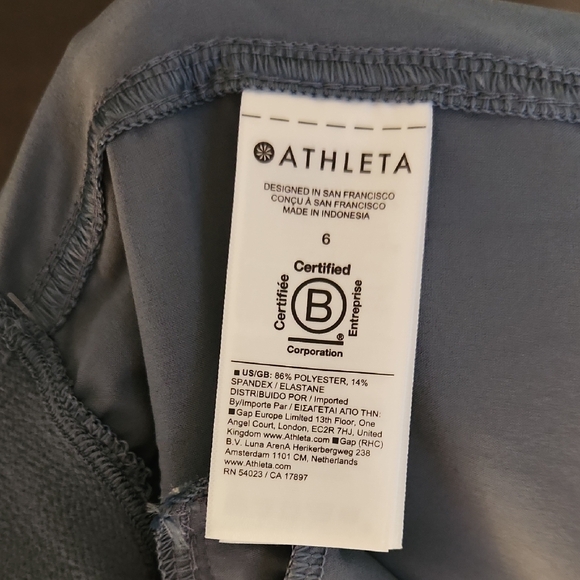 ATHLETA
DESIGNED IN SAN FRANCISCO
CONÇU À SAN FRANCISCO
MADE IN INDONESIA
6
Certified
Certifiée
B
®
Entreprise
Corporation
■ US/GB: 86% POLYESTER, 14%
SPANDEX / ELASTANE
DISTRIBUIDO POR / Imported
By/Importe Par / ΕΙΣΑΓΕΤΑΙ ΑΠΟ ΤΗΝ:
■ Gap Europe Limited 13th Floor, One
Angel Court, London, EC2R 7HJ, United
Kingdom www.Athleta.com ■ Gap (RHC)
B.V. Luna ArenA Herikerbergweg 238
Amsterdam 1101 CM, Netherlands
www.Athleta.com
RN 54023 / CA 17897